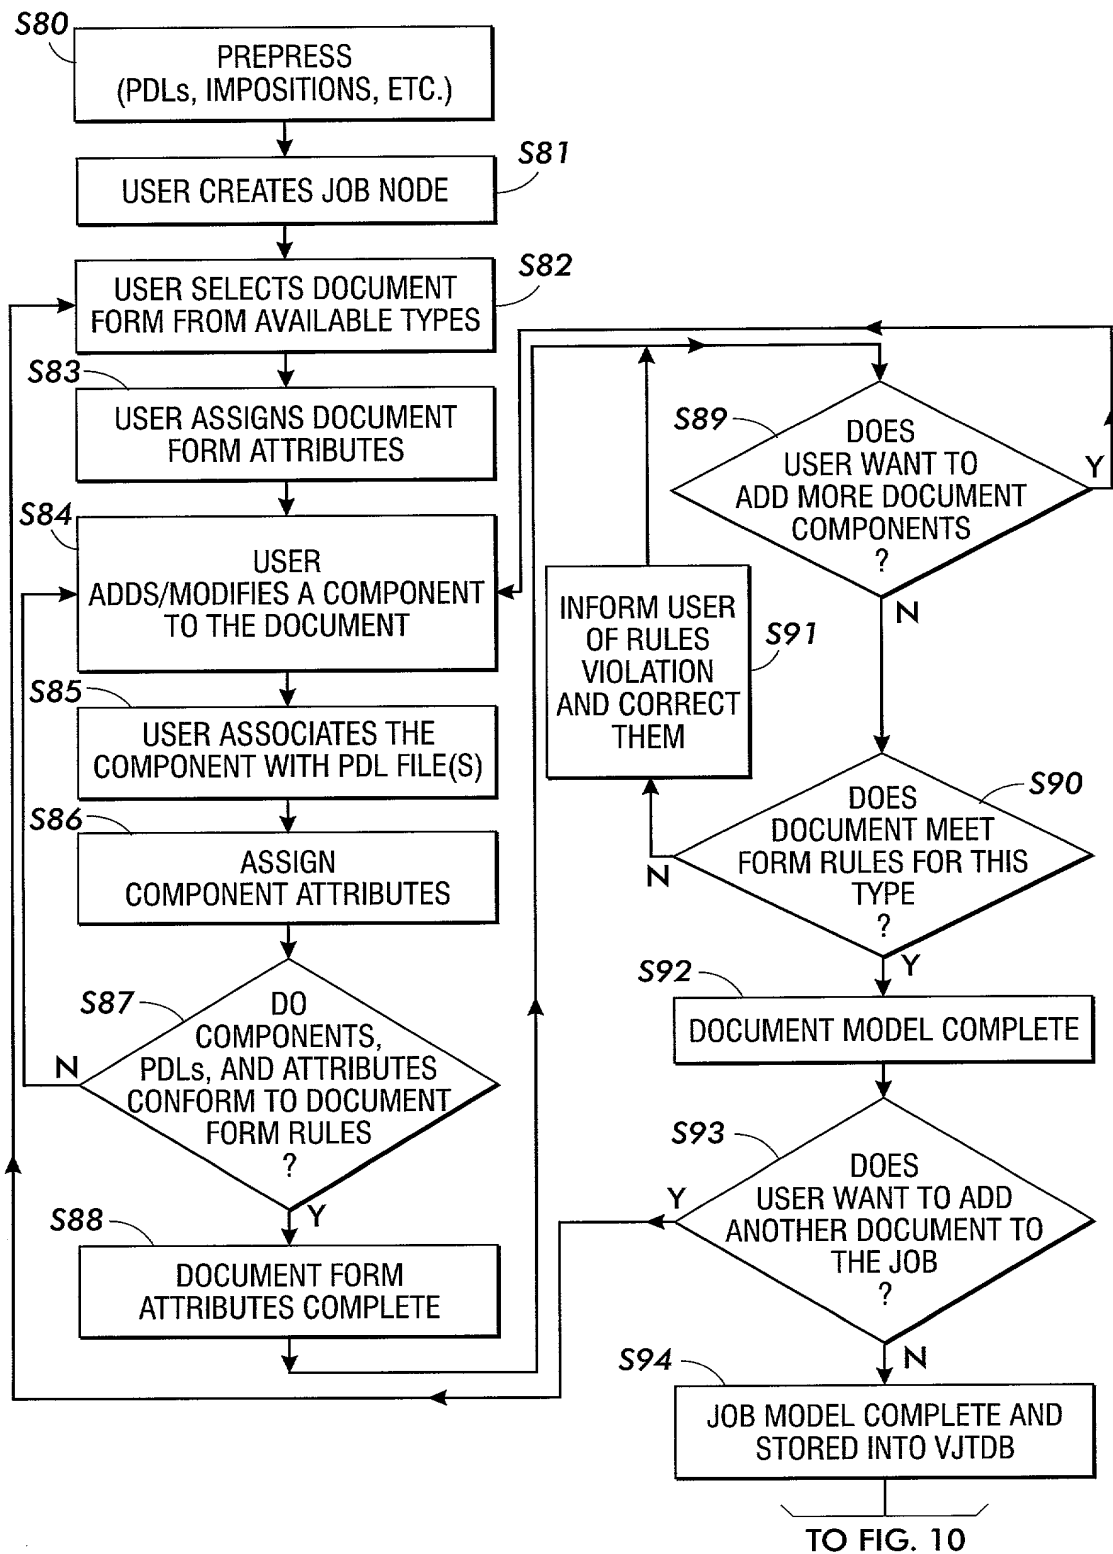 S80
PREPRESS
(PDLs, IMPOSITIONS, ETC.)
S81
USER CREATES JOB NODE
S82
USER SELECTS DOCUMENT
FORM FROM AVAILABLE TYPES
S83
USER ASSIGNS DOCUMENT
FORM ATTRIBUTES
S84
USER
ADDS/MODIFIES A COMPONENT
TO THE DOCUMENT
S85
USER ASSOCIATES THE
COMPONENT WITH PDL FILE(S)
S86
ASSIGN
COMPONENT ATTRIBUTES
S87
DO
COMPONENTS,
PDLs, AND ATTRIBUTES
CONFORM TO DOCUMENT
FORM RULES
?
N
Y
S88
DOCUMENT FORM
ATTRIBUTES COMPLETE
S89
DOES
USER WANT TO
ADD MORE DOCUMENT
COMPONENTS
?
Y
N
S91
INFORM USER
OF RULES
VIOLATION
AND CORRECT
THEM
S90
DOES
DOCUMENT MEET
FORM RULES FOR THIS
TYPE
?
N
Y
S92
DOCUMENT MODEL COMPLETE
S93
DOES
USER WANT TO ADD
ANOTHER DOCUMENT TO
THE JOB
?
Y
N
S94
JOB MODEL COMPLETE AND
STORED INTO VJTDB
TO FIG. 10